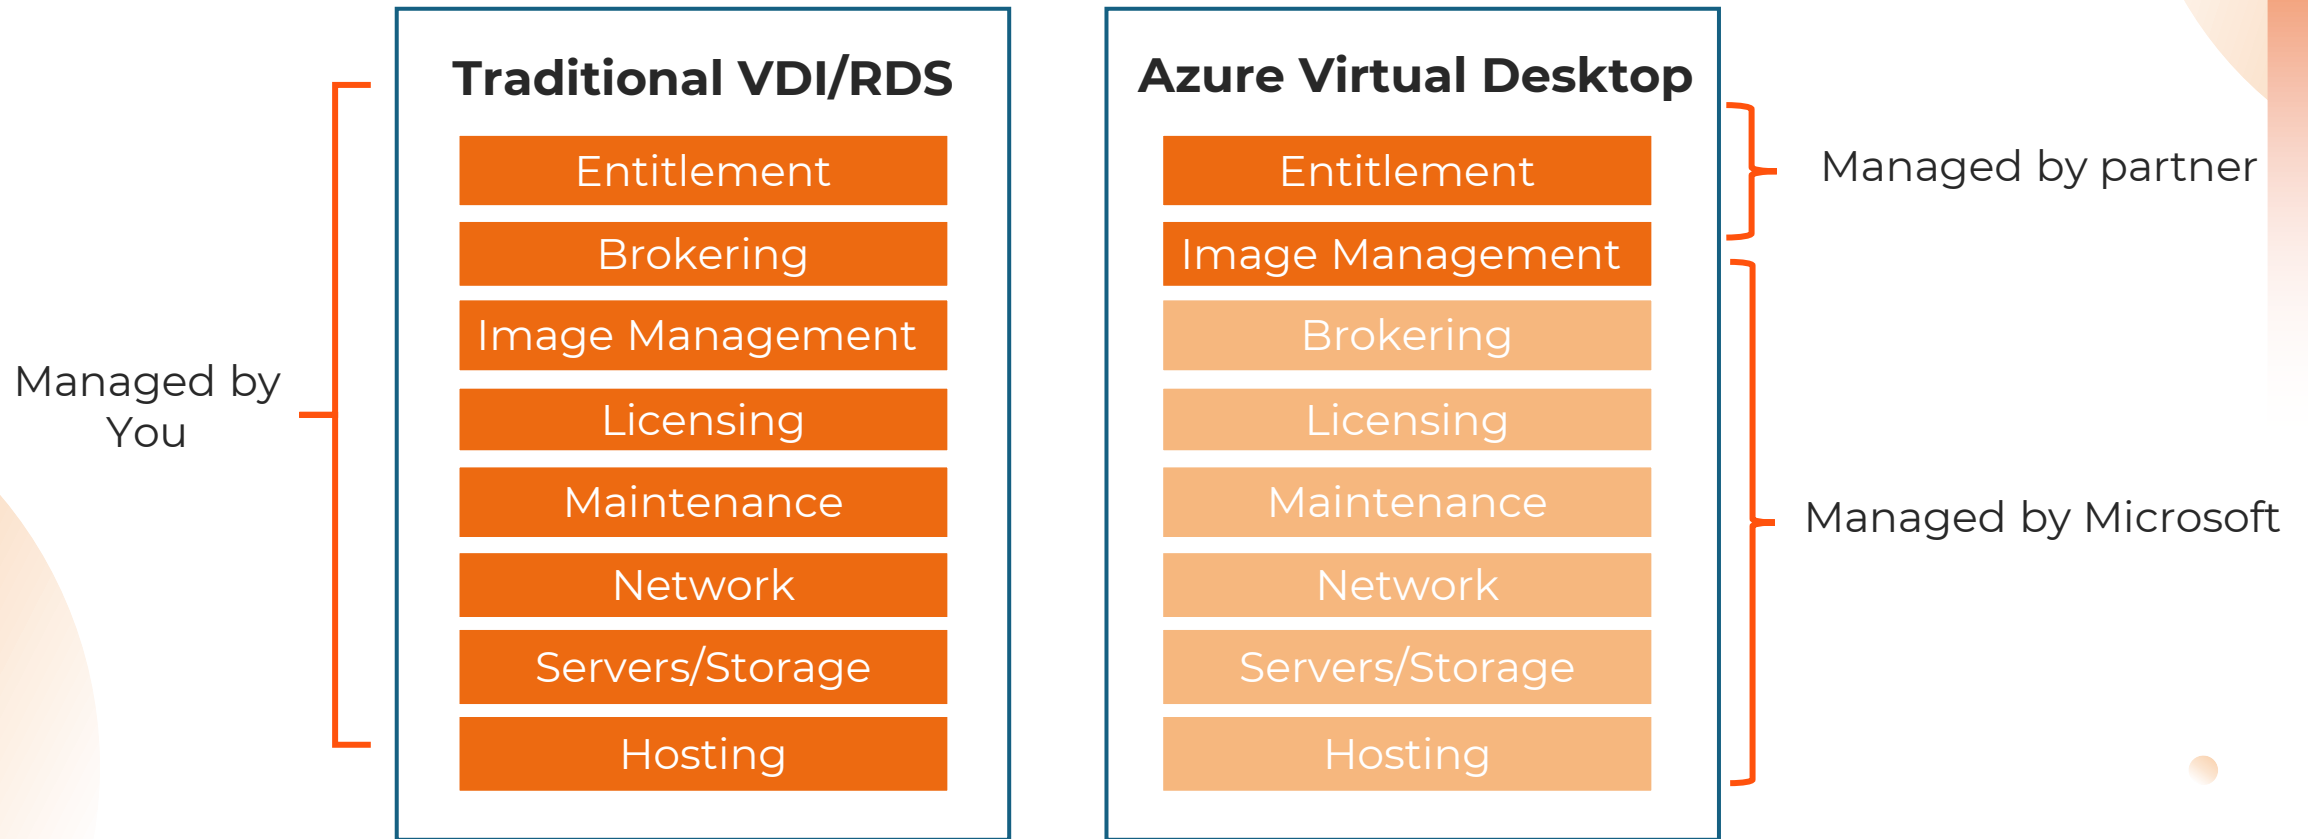 Managed by
You
Traditional VDI/RDS
Entitlement
Brokering
Image Management
Licensing
Maintenance
Network
Servers/Storage
Hosting
Azure Virtual Desktop
Entitlement
Image Management
Brokering
Licensing
Maintenance
Network
Servers/Storage
Hosting
Managed by partner
Managed by Microsoft